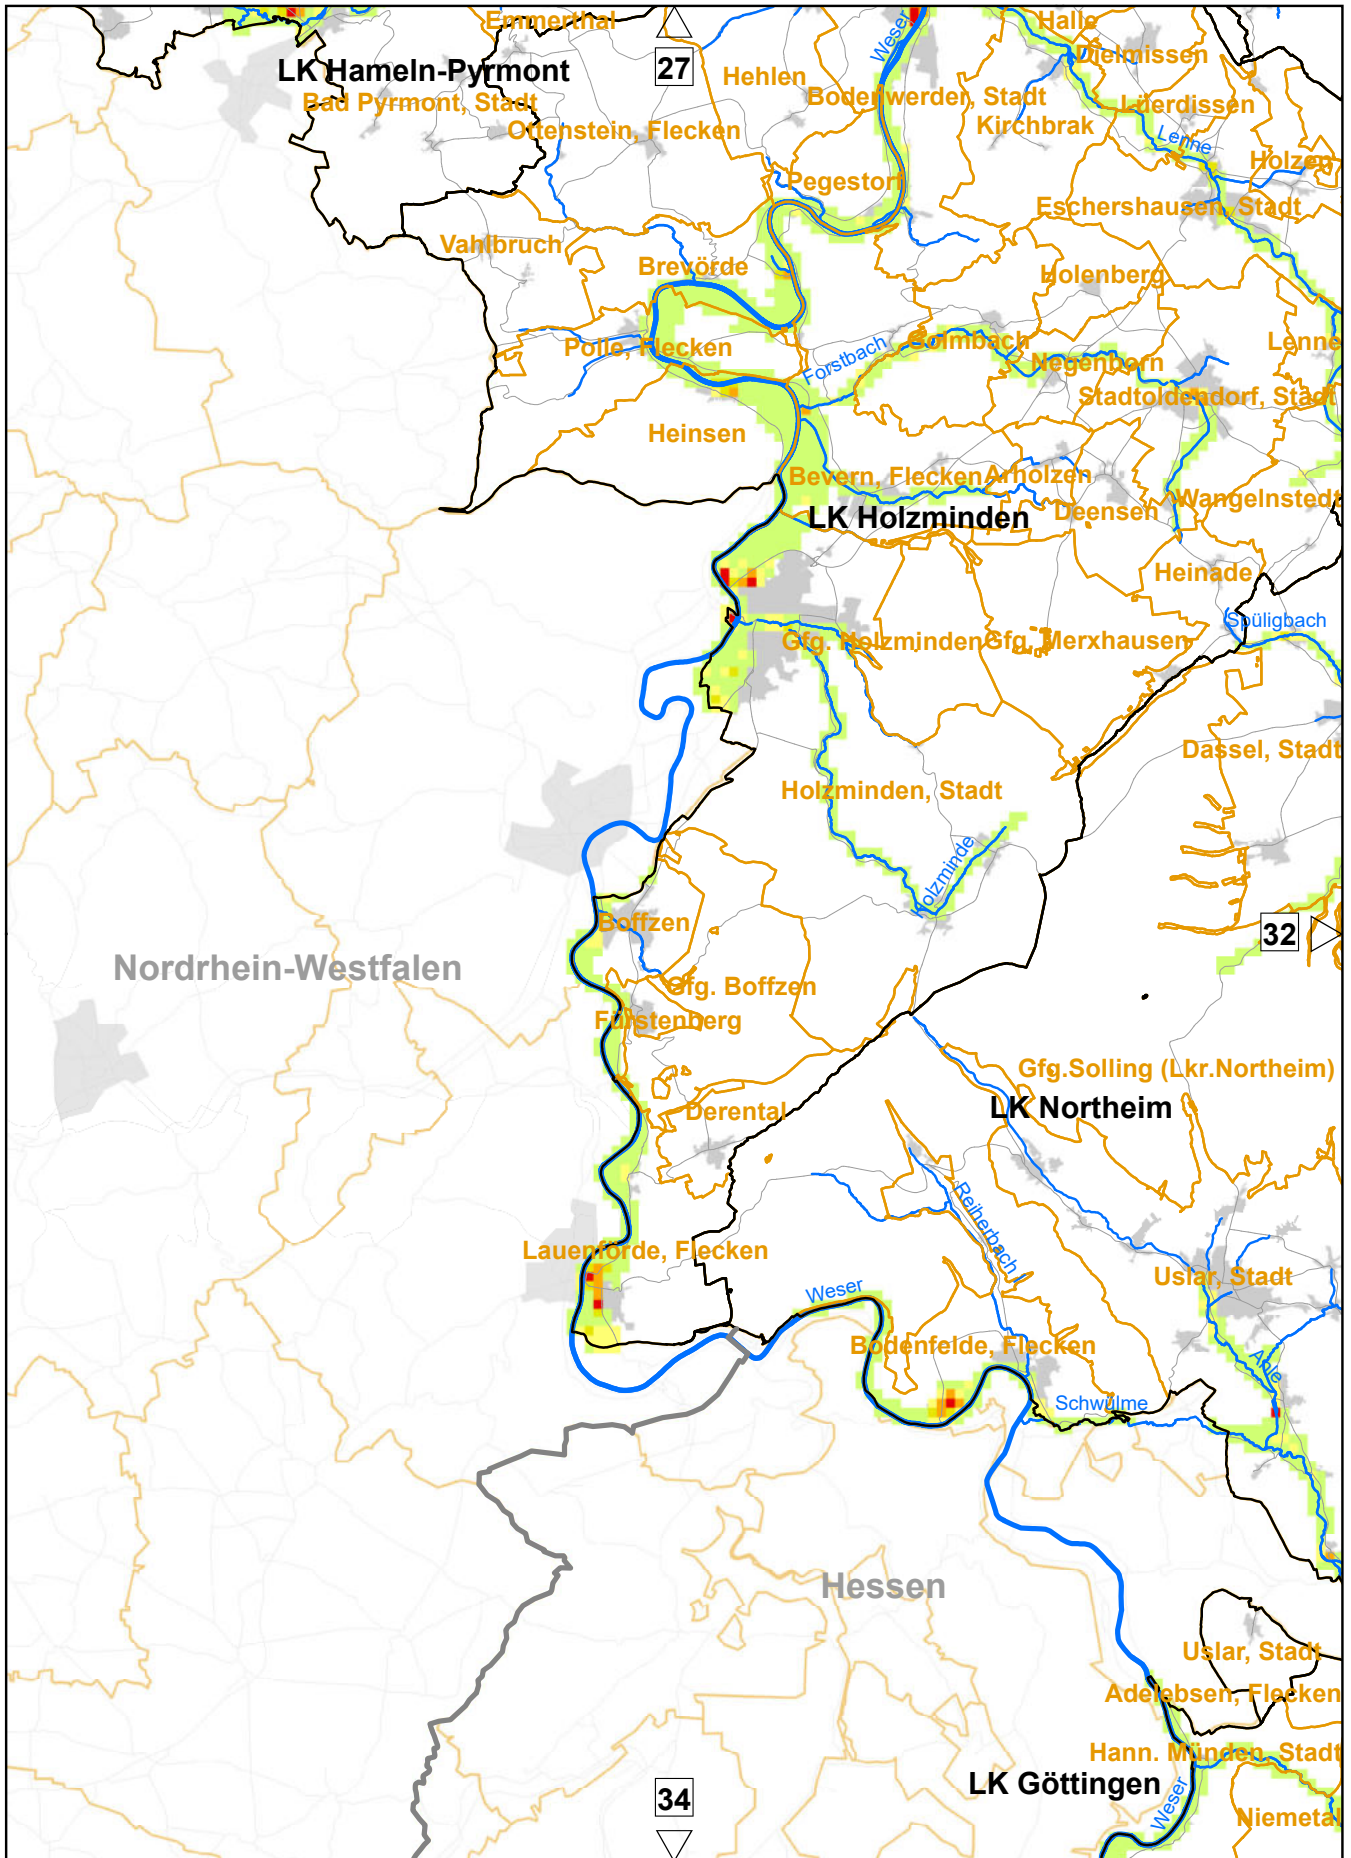 Emmerthal
Halle
Weser
Dielmissen
27
LK Hameln-Pyrmont
Hehlen
Bad Pyrmont, Stadt
Bodenwerder, Stadt
Lüerdissen
Ottenstein, Flecken
Kirchbrak
Lenne
Holzen
Pegestorf
Eschershausen, Stadt
Vahlbruch
Brevörde
Holenberg
Polle, Flecken
Forstbach
Golmbach
Negenborn
Lenne
Stadtoldendorf, Stadt
Heinsen
Bevern, Flecken
Arholzen
Wangelnstedt
LK Holzminden
Deensen
Heinade
Spüligbach
Gfg. Holzminden
Gfg. Merxhausen
Dassel, Stadt
Holzminden, Stadt
Holzminde
Boffzen
32
Nordrhein-Westfalen
Gfg. Boffzen
Fürstenberg
Gfg.Solling (Lkr.Northeim)
LK Northeim
Derental
Reiherbach
Lauenförde, Flecken
Uslar, Stadt
Weser
Bodenfelde, Flecken
Ahle
Schwülme
Hessen
Uslar, Stadt
Adelebsen, Flecken
Hann. Münden, Stadt
LK Göttingen
34
Weser
Niemetal